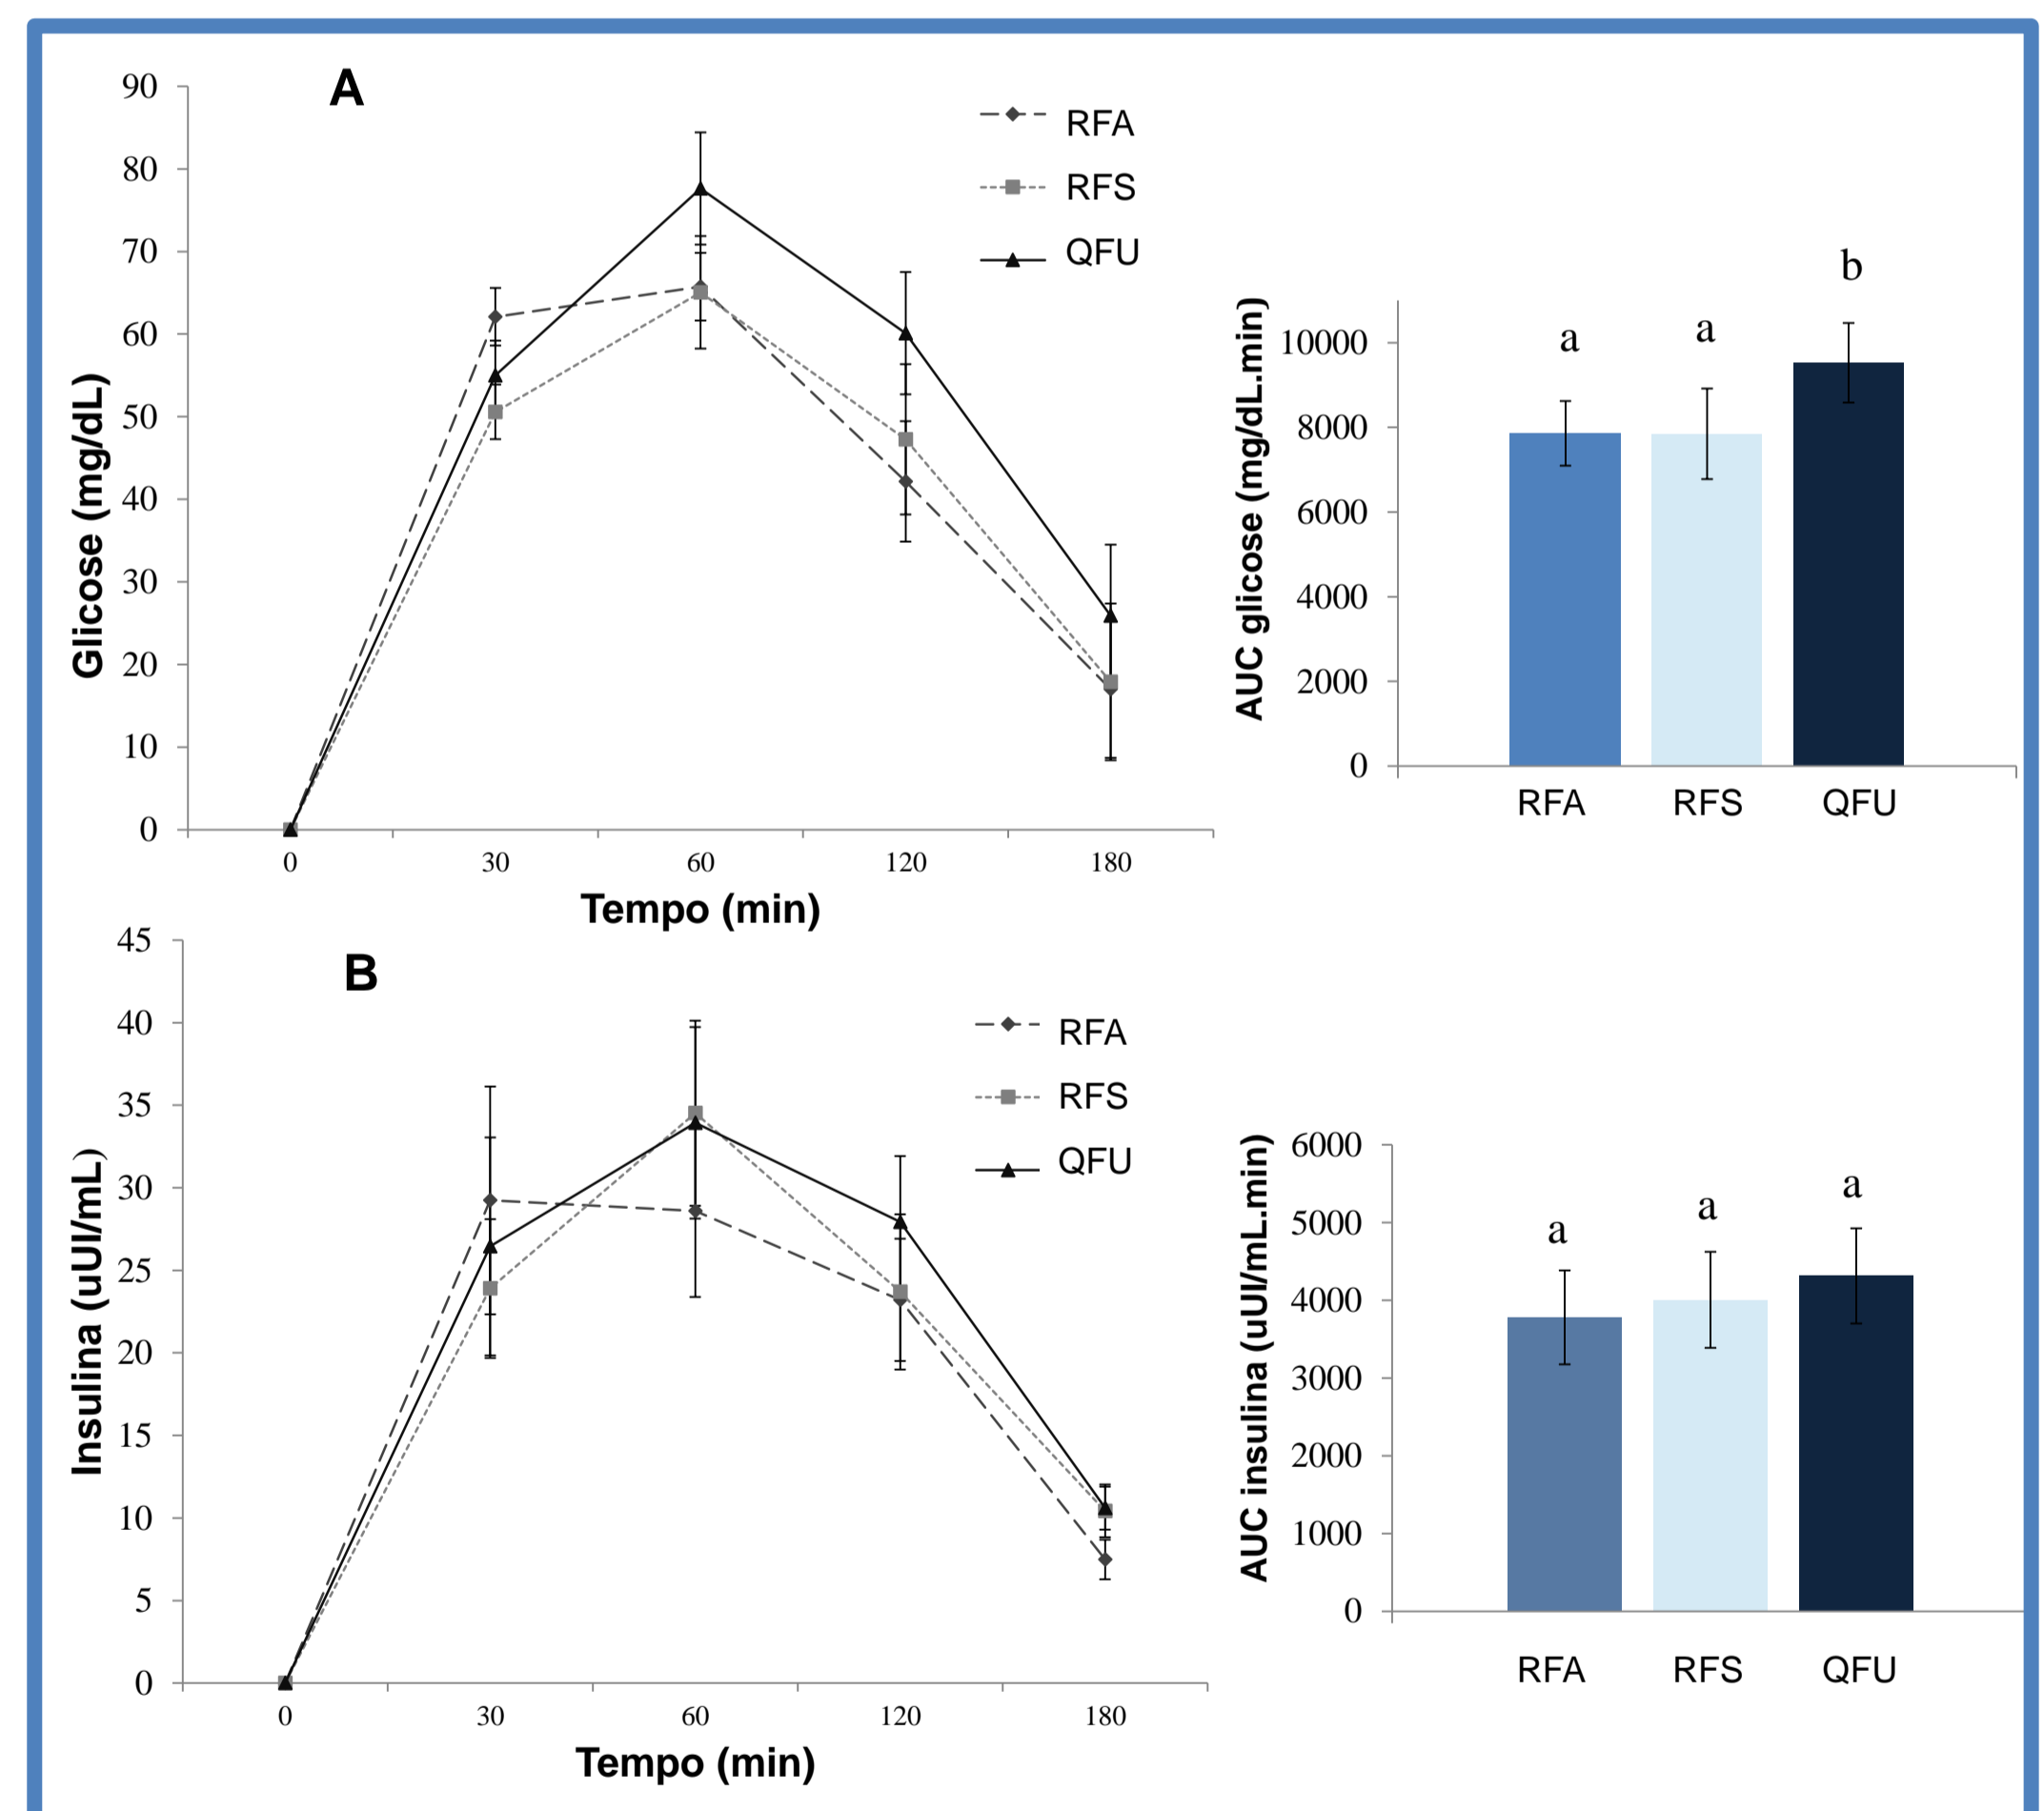 A
90
80
70
60
50
40
30
20
10
0
Glicose (mg/dL)
0 30 60 120 180
Tempo (min)
RFA
RFS
QFU
AUC glicose (mg/dL.min)
10000
8000
6000
4000
2000
0
a a b
RFA RFS QFU
B
45
40
35
30
25
20
15
10
5
0
Insulina (uUI/mL)
0 30 60 120 180
Tempo (min)
RFA
RFS
QFU
AUC insulina (uUI/mL.min)
6000
5000
4000
3000
2000
1000
0
a a a
RFA RFS QFU